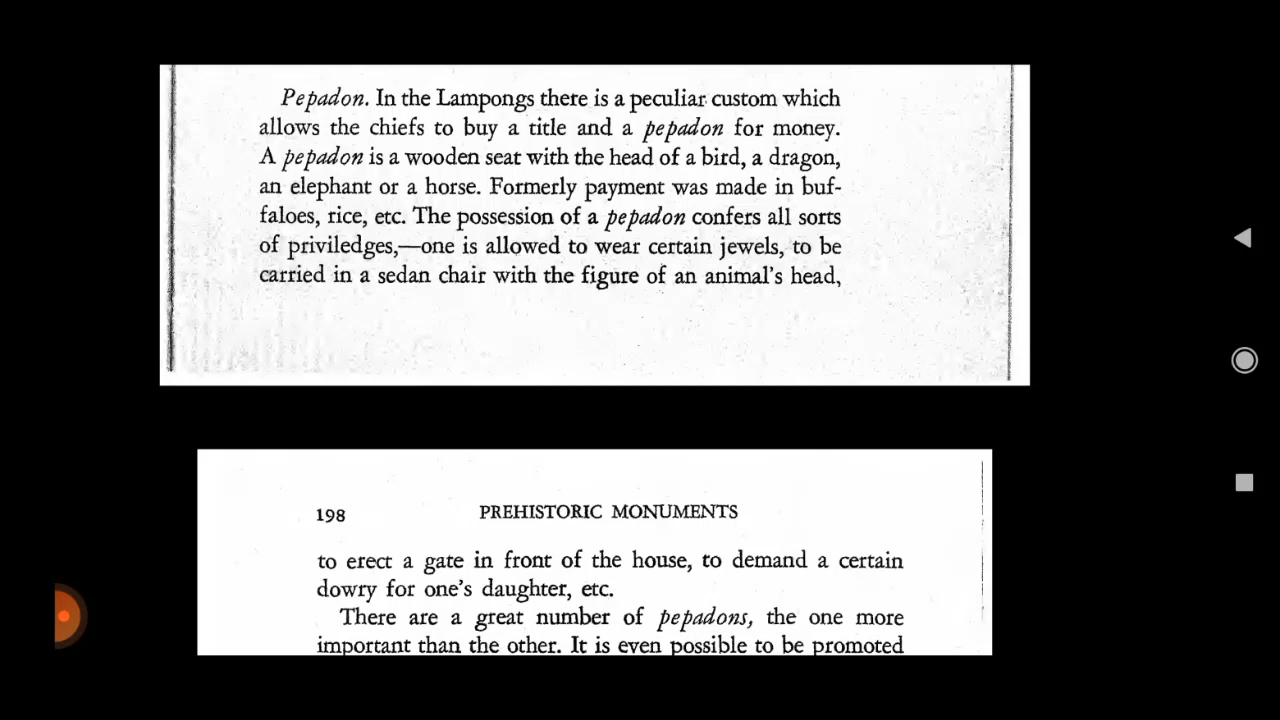 Pepadon. In the Lampongs there is a peculiar custom which
allows the chiefs to buy a title and a pepadon for money.
A pepadon is a wooden seat with the head of a bird, a dragon,
an elephant or a horse. Formerly payment was made in buf-
faloes, rice, etc. The possession of a pepadon confers all sorts
of priviledges,—one is allowed to wear certain jewels, to be
carried in a sedan chair with the figure of an animal's head,
198 PREHISTORIC MONUMENTS
to erect a gate in front of the house, to demand a certain
dowry for one's daughter, etc.
There are a great number of pepadons, the one more
important than the other. It is even possible to be promoted